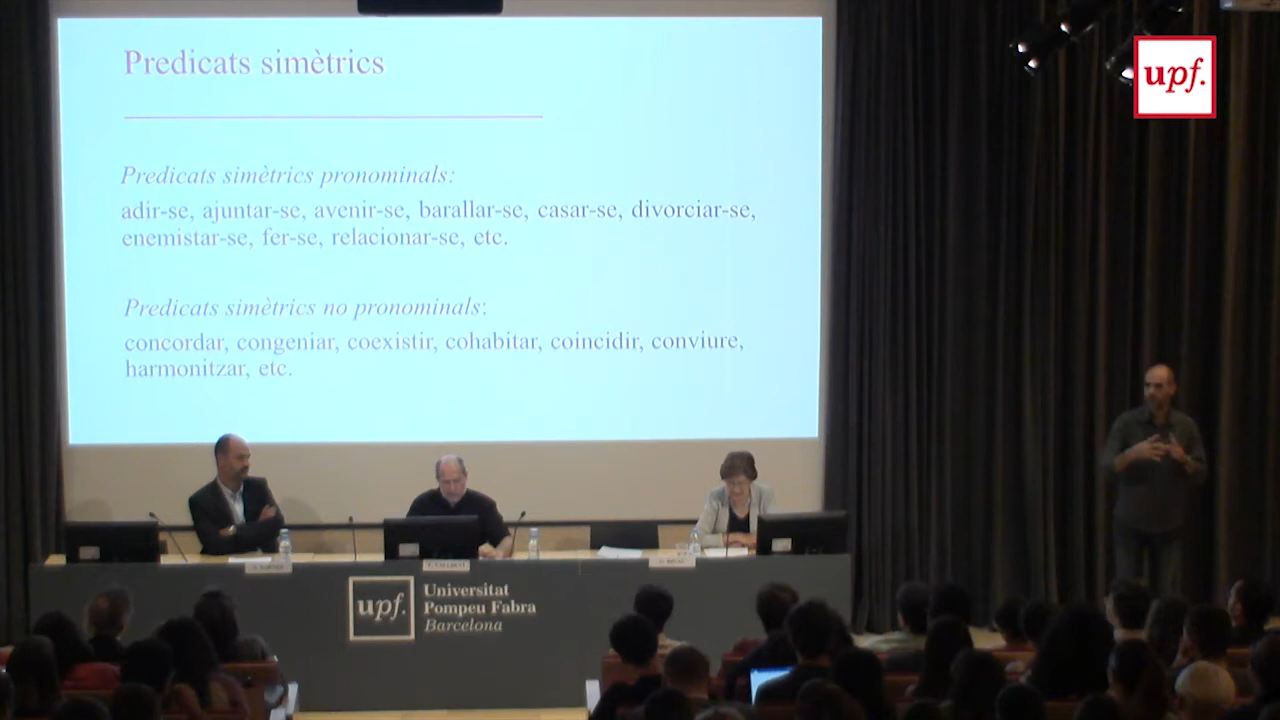 Predicats simètrics
Predicats simètrics pronominals:
adir-se, ajuntar-se, avenir-se, barallar-se, casar-se, divorciar-se,
enemistar-se, fer-se, relacionar-se, etc.
Predicats simètrics no pronominals:
concordar, congeniar, coexistir, cohabitar, coincidir, conviure,
harmonitzar, etc.
upf.
upf.
Universitat
Pompeu Fabra
Barcelona